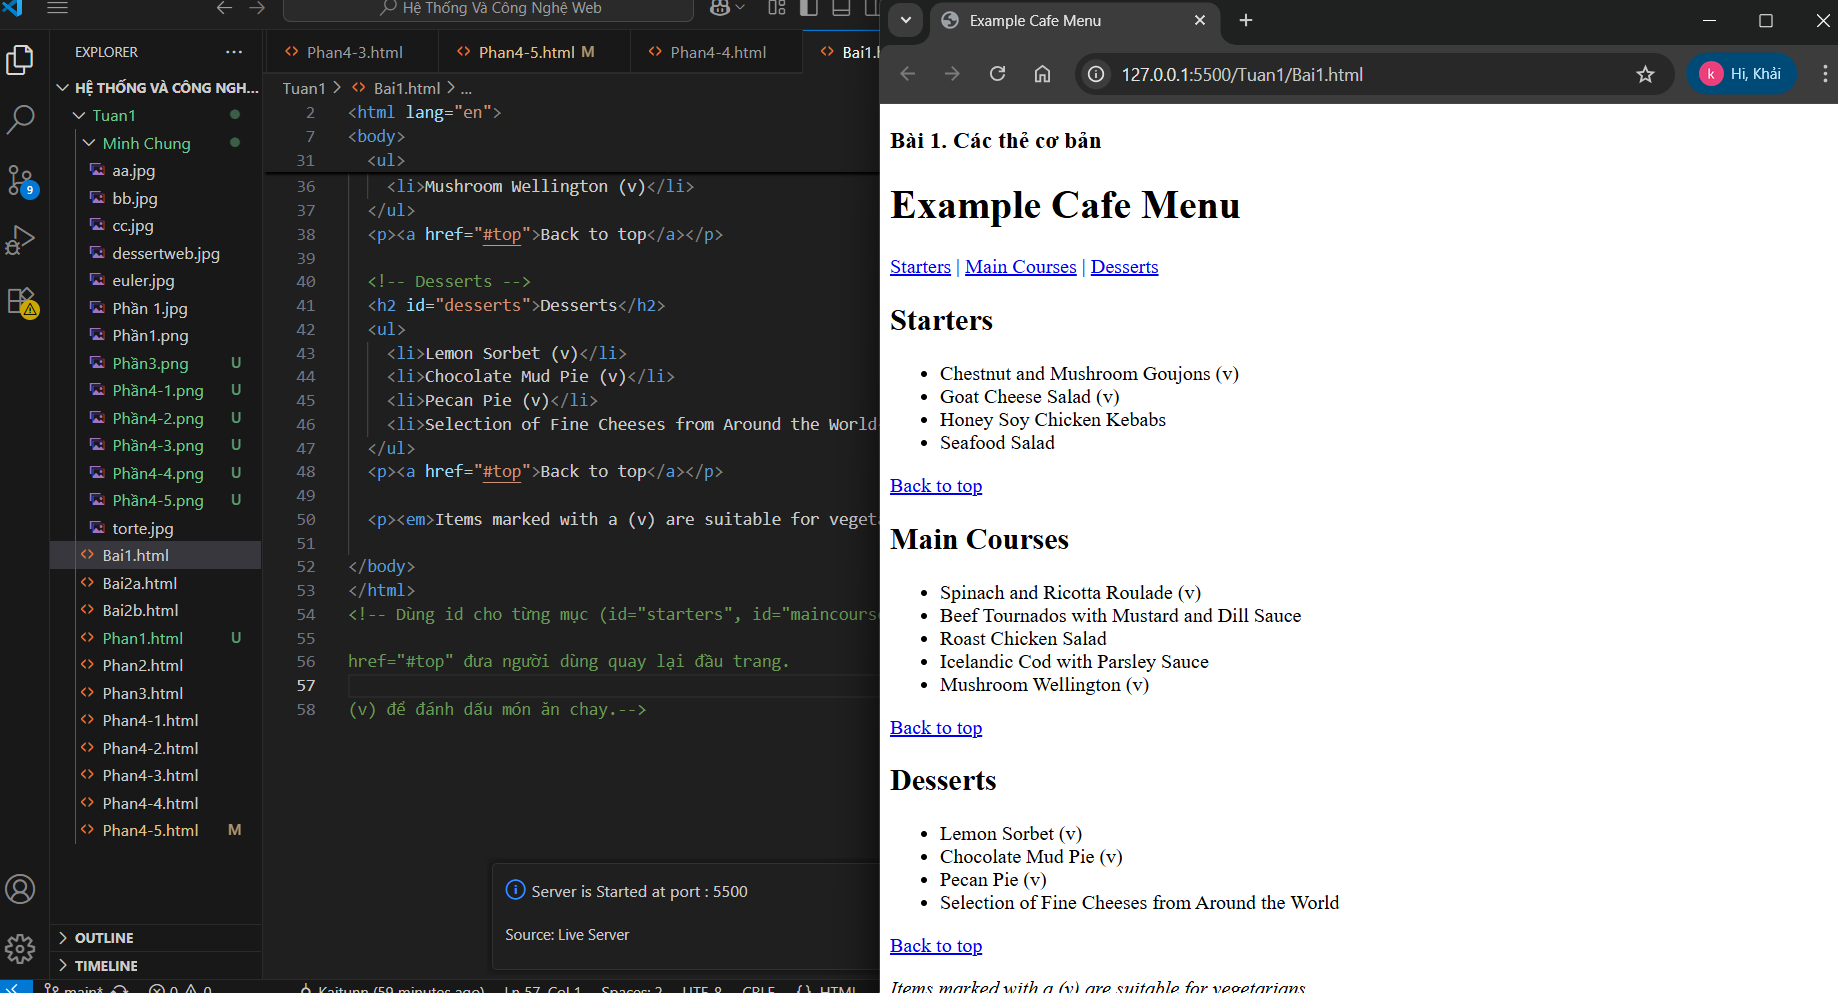 Hệ Thống Và Công Nghệ Web
EXPLORER
HỆ THỐNG VÀ CÔNG NGH...
Tuan1
Minh Chung
aa.jpg
bb.jpg
cc.jpg
dessertweb.jpg
euler.jpg
Phần 1.jpg
Phần1.png
Phần3.png U
Phần4-1.png U
Phần4-2.png U
Phần4-3.png U
Phần4-4.png U
Phần4-5.png U
torte.jpg
Bai1.html
Bai2a.html
Bai2b.html
Phan1.html U
Phan2.html
Phan3.html
Phan4-1.html
Phan4-2.html
Phan4-3.html
Phan4-4.html
Phan4-5.html M
OUTLINE
TIMELINE
9
Phan4-3.html Phan4-5.html M Phan4-4.html Bai1.h
Tuan1 > Bai1.html > ...
2 <html lang="en">
7 <body>
31 <ul>
36 <li>Mushroom Wellington (v)</li>
37 </ul>
38 <p><a href="#top">Back to top</a></p>
39
40 <!-- Desserts -->
41 <h2 id="desserts">Desserts</h2>
42 <ul>
43 <li>Lemon Sorbet (v)</li>
44 <li>Chocolate Mud Pie (v)</li>
45 <li>Pecan Pie (v)</li>
46 <li>Selection of Fine Cheeses from Around the World
47 </ul>
48 <p><a href="#top">Back to top</a></p>
49
50 <p><em>Items marked with a (v) are suitable for vegeta
51
52 </body>
53 </html>
54 <!-- Dùng id cho từng mục (id="starters", id="maincours
55
56 href="#top" đưa người dùng quay lại đầu trang.
57
58 (v) để đánh dấu món ăn chay.-->
Server is Started at port : 5500
Source: Live Server
main* 0 0 Kaitunn (59 minutes ago) Ln 57, Col 1 Spaces: 2 UTF-8 CRLF {} HTML
Example Cafe Menu
127.0.0.1:5500/Tuan1/Bai1.html
k Hi, Khải
Bài 1. Các thẻ cơ bản
Example Cafe Menu
Starters | Main Courses | Desserts
Starters
• Chestnut and Mushroom Goujons (v)
• Goat Cheese Salad (v)
• Honey Soy Chicken Kebabs
• Seafood Salad
Back to top
Main Courses
• Spinach and Ricotta Roulade (v)
• Beef Tournados with Mustard and Dill Sauce
• Roast Chicken Salad
• Icelandic Cod with Parsley Sauce
• Mushroom Wellington (v)
Back to top
Desserts
• Lemon Sorbet (v)
• Chocolate Mud Pie (v)
• Pecan Pie (v)
• Selection of Fine Cheeses from Around the World
Back to top
Items marked with a (v) are suitable for vegetarians